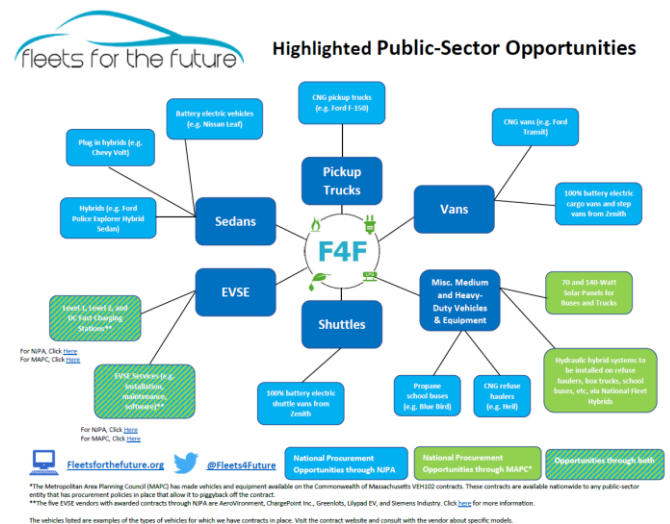 fleets for the future
Highlighted Public-Sector Opportunities
CNG pickup trucks
(e.g. Ford F-150)
Battery electric vehicles
(e.g. Nissan Leaf)
CNG vans (e.g. Ford
Transit)
Plug in hybrids (e.g.
Chevy Volt)
Pickup
Trucks
Hybrids (e.g. Ford
Police Explorer Hybrid
Sedan)
Sedans
Vans
100% battery electric
cargo vans and step
vans from Zenith
F4F
EVSE
Misc. Medium
and Heavy-
Duty Vehicles
& Equipment
70 and 140-Watt
Solar Panels for
Buses and Trucks
Level 1, Level 2, and
DC Fast Charging
Stations**
Shuttles
For NJPA, Click Here
For MAPC, Click Here
EVSE Services (e.g.
installation,
maintenance,
software)**
100% battery electric
shuttle vans from
Zenith
Propane
school buses
(e.g. Blue Bird)
CNG refuse
haulers
(e.g. Heil)
Hydraulic hybrid systems to
be installed on refuse
haulers, box trucks, school
buses, etc, via National Fleet
Hybrids
For NJPA, Click Here
For MAPC, Click Here
Fleetsforthefuture.org
@Fleets4Future
National Procurement
Opportunities through NJPA
National Procurement
Opportunities through MAPC*
Opportunities through both
*The Metropolitan Area Planning Council (MAPC) has made vehicles and equipment available on the Commonwealth of Massachusetts VEH102 contracts. These contracts are available nationwide to any public-sector
entity that has procurement policies in place that allow it to piggyback off the contract.
**The five EVSE vendors with awarded contracts through NJPA are AeroVironment, ChargePoint Inc., Greenlots, Lilypad EV, and Siemens Industry. Click here for more information.
The vehicles listed are examples of the types of vehicles for which we have contracts in place. Visit the contract website and consult with the vendor about specific models.